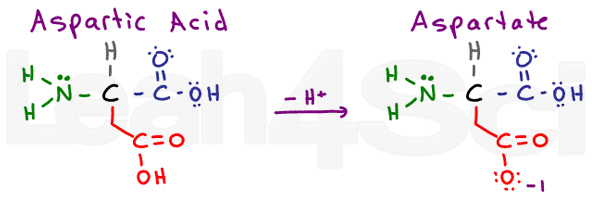 Aspartic Acid
Aspartate
H
H
N - C - C - OH
H
O
C = O
OH
- H+
H
H
N - C - C - OH
H
O
C = O
O -1
Leah4Sci